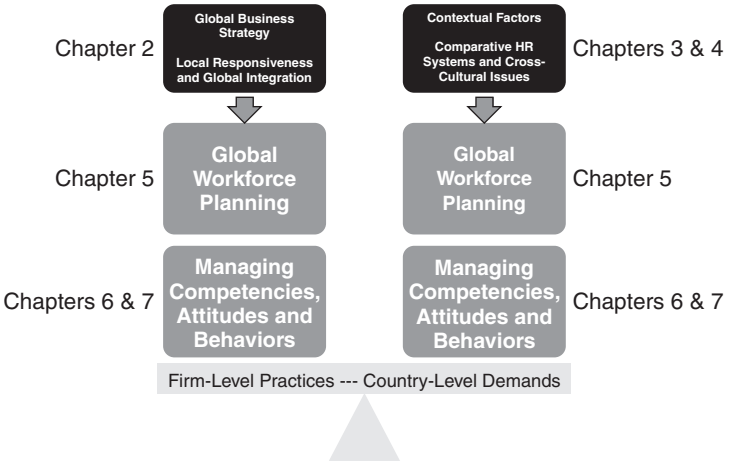 Chapter 2
Global Business
Strategy
Local Responsiveness
and Global Integration
Contextual Factors
Comparative HR
Systems and Cross-
Cultural Issues
Chapters 3 & 4
Chapter 5
Global
Workforce
Planning
Global
Workforce
Planning
Chapter 5
Chapters 6 & 7
Managing
Competencies,
Attitudes and
Behaviors
Managing
Competencies,
Attitudes and
Behaviors
Chapters 6 & 7
Firm-Level Practices --- Country-Level Demands